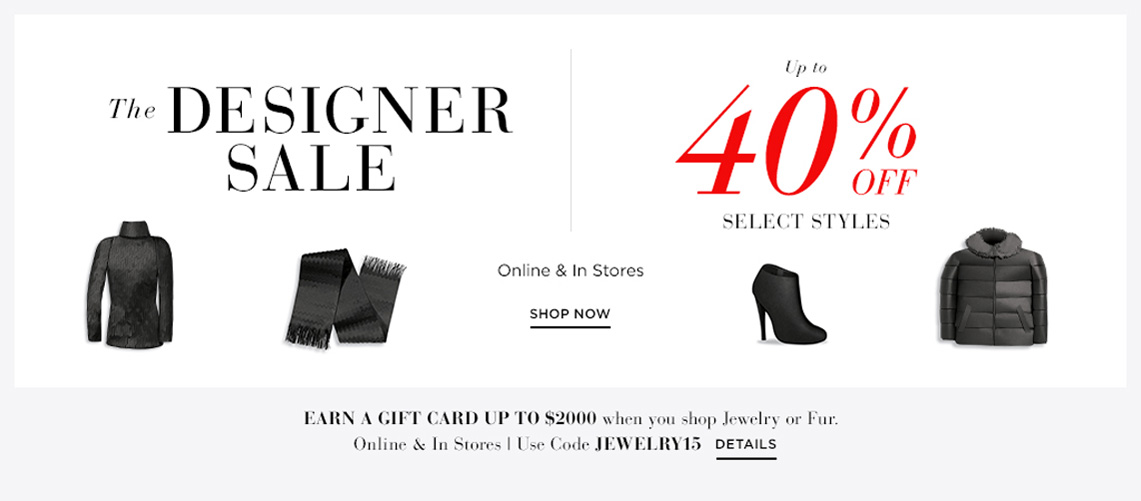 The DESIGNER
SALE
Up to
40% OFF
SELECT STYLES
Online & In Stores
SHOP NOW
EARN A GIFT CARD UP TO $2000 when you shop Jewelry or Fur.
Online & In Stores | Use Code JEWELRY15 DETAILS